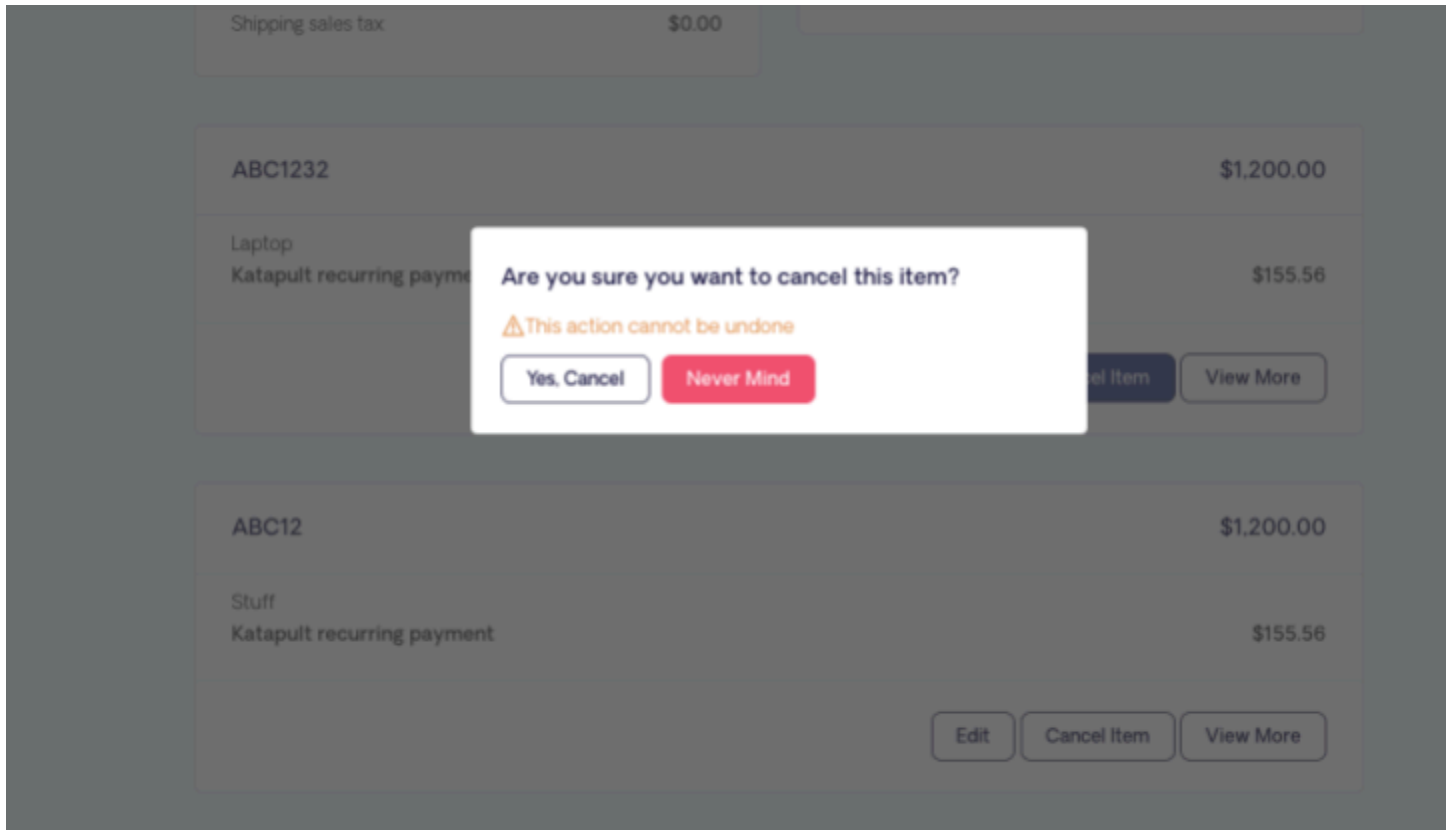 Shipping sales tax $0.00
ABC1232 $1,200.00
Laptop
Katapult recurring payme $155.56
Are you sure you want to cancel this item?
⚠This action cannot be undone
Yes, Cancel Never Mind
el Item View More
ABC12 $1,200.00
Stuff
Katapult recurring payment $155.56
Edit Cancel Item View More